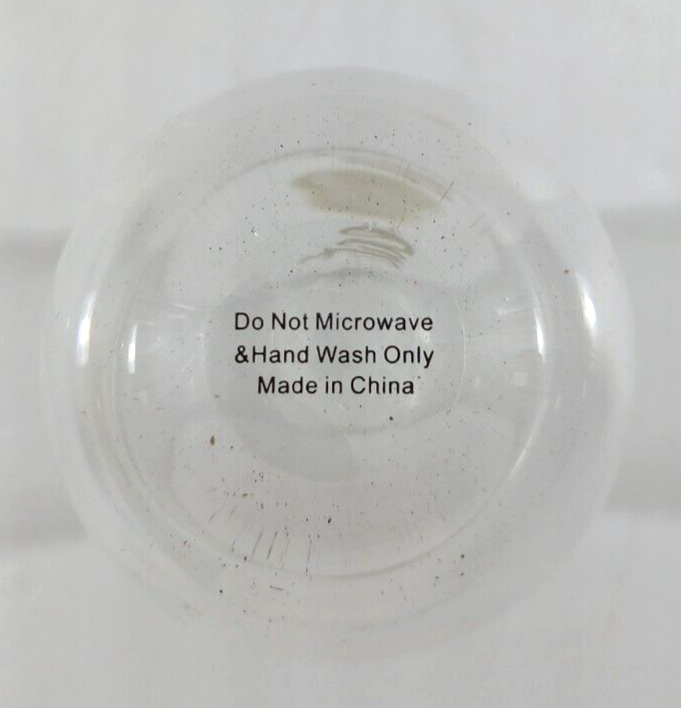 Do Not Microwave
&Hand Wash Only
Made in China